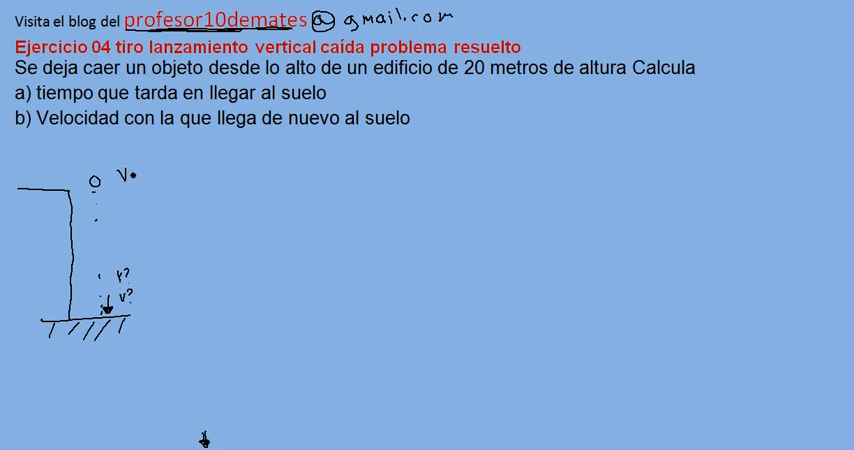 Visita el blog del profesor10demates@gmail.com
Ejercicio 04 tiro lanzamiento vertical caída problema resuelto
Se deja caer un objeto desde lo alto de un edificio de 20 metros de altura Calcula
a) tiempo que tarda en llegar al suelo
b) Velocidad con la que llega de nuevo al suelo
V
v?